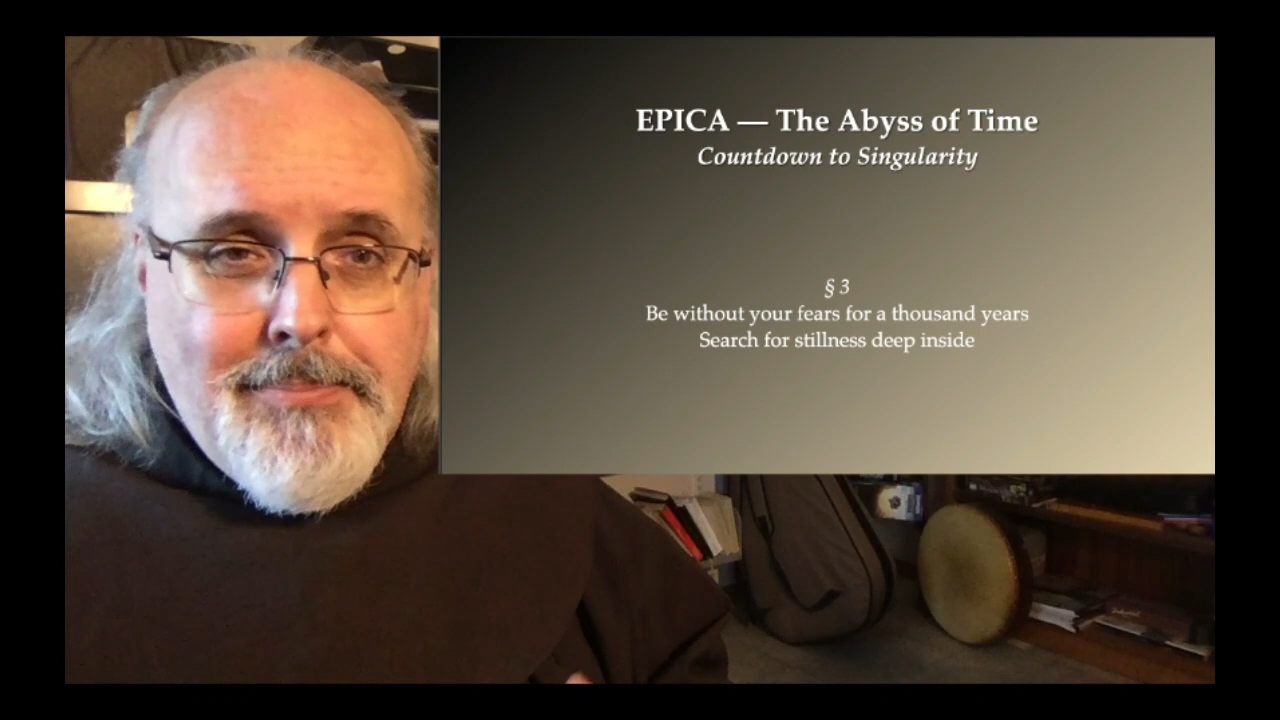 EPICA — The Abyss of Time
Countdown to Singularity
§ 3
Be without your fears for a thousand years
Search for stillness deep inside